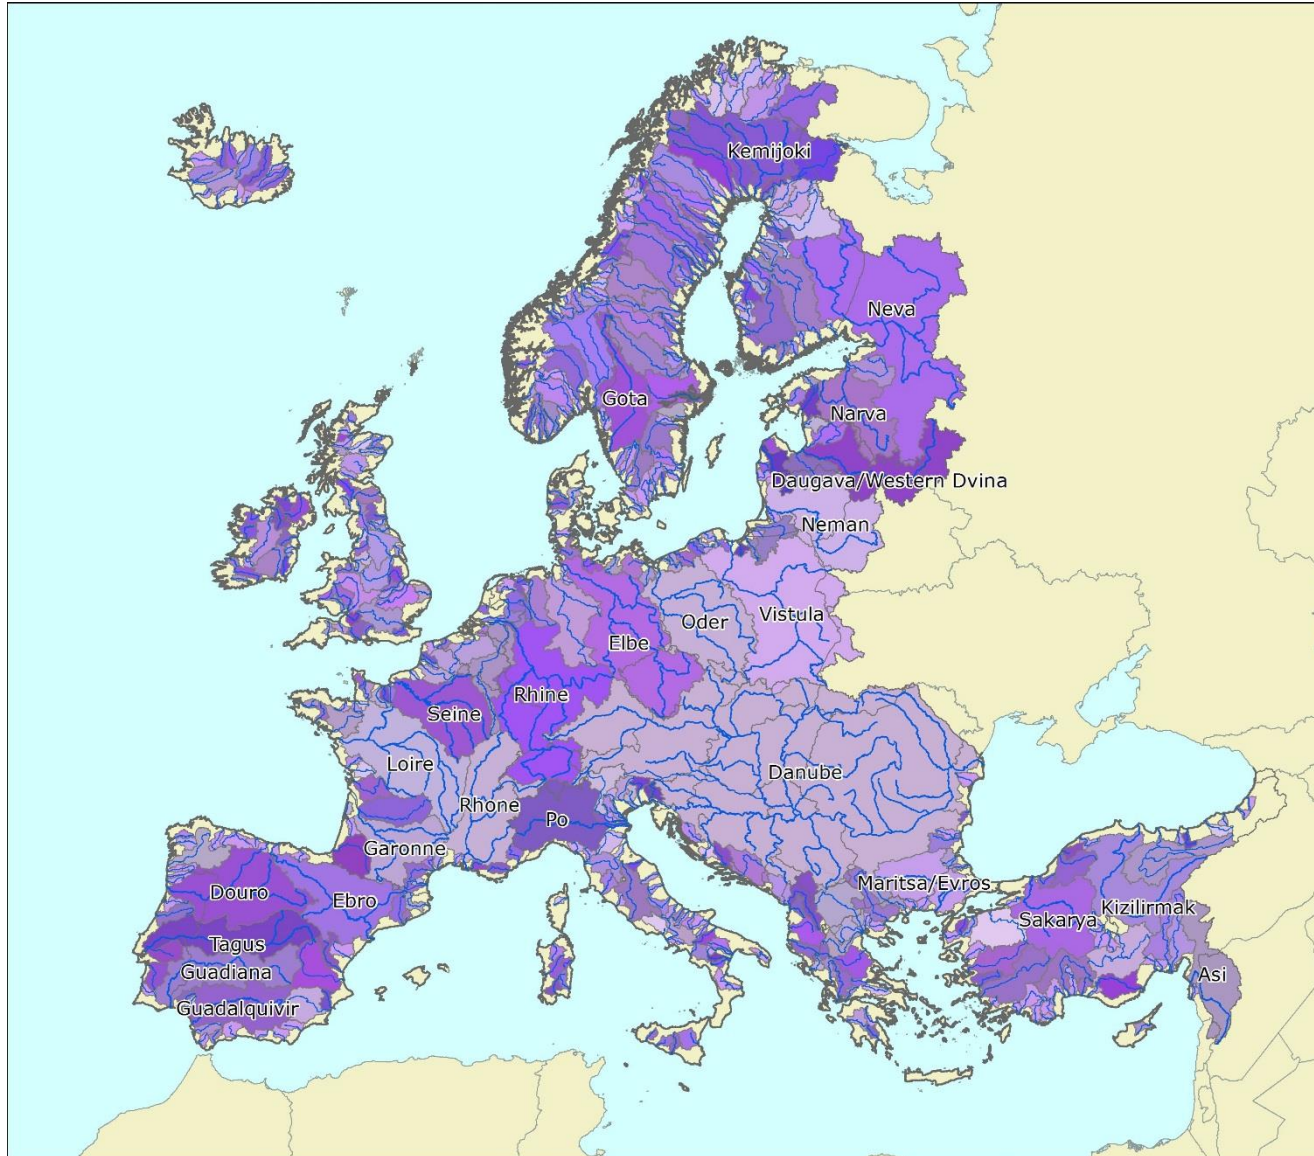 Kemijoki
Neva
Gota
Narva
Daugava/Western Dvina
Neman
Oder
Vistula
Elbe
Rhine
Seine
Loire
Danube
Rhone
Po
Garonne
Douro
Ebro
Maritsa/Evros
Sakarya
Kizilirmak
Tagus
Guadiana
Asi
Guadalquivir